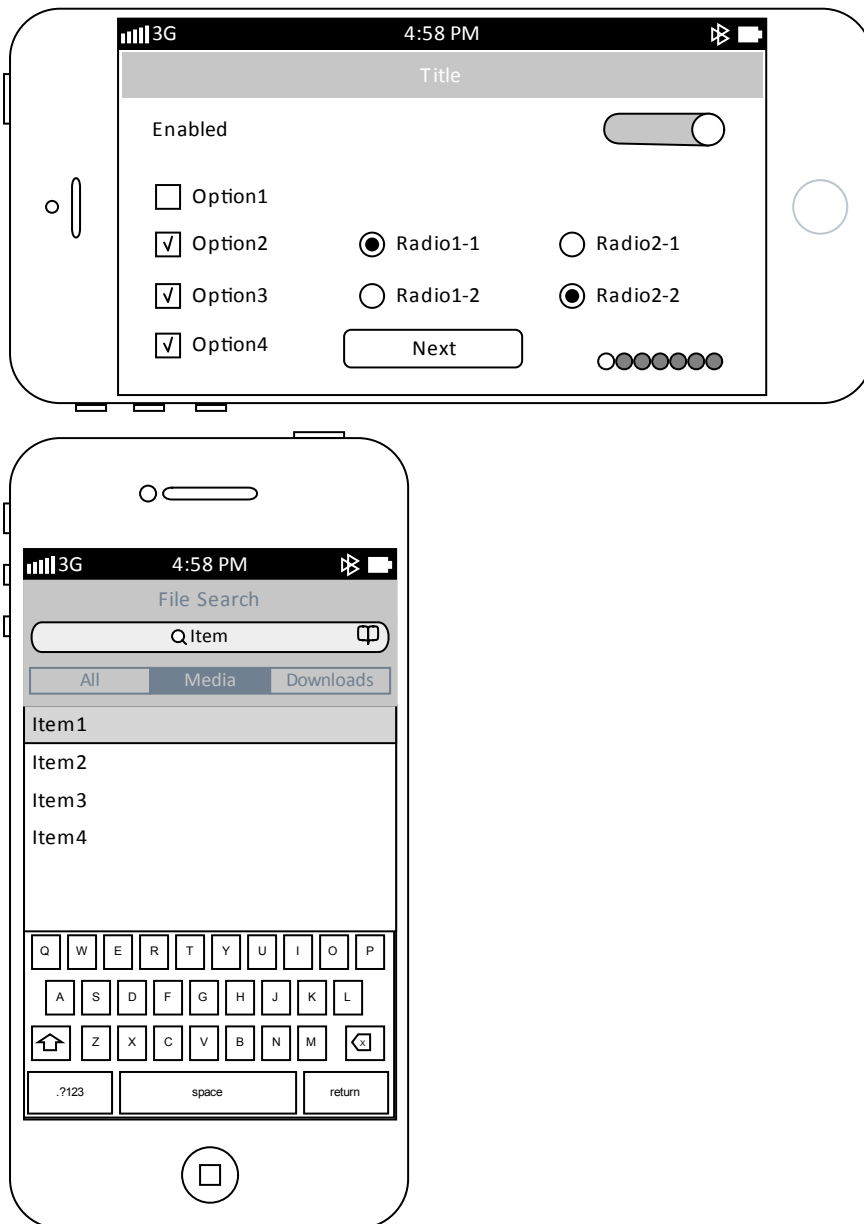 3G 4:58 PM
Title
Enabled
Option1
Option2 Radio1-1 Radio2-1
Option3 Radio1-2 Radio2-2
Option4 Next
3G 4:58 PM
File Search
Item
All Media Downloads
Item1
Item2
Item3
Item4
Q W E R T Y U I O P
A S D F G H J K L
Z X C V B N M X
.?123 space return